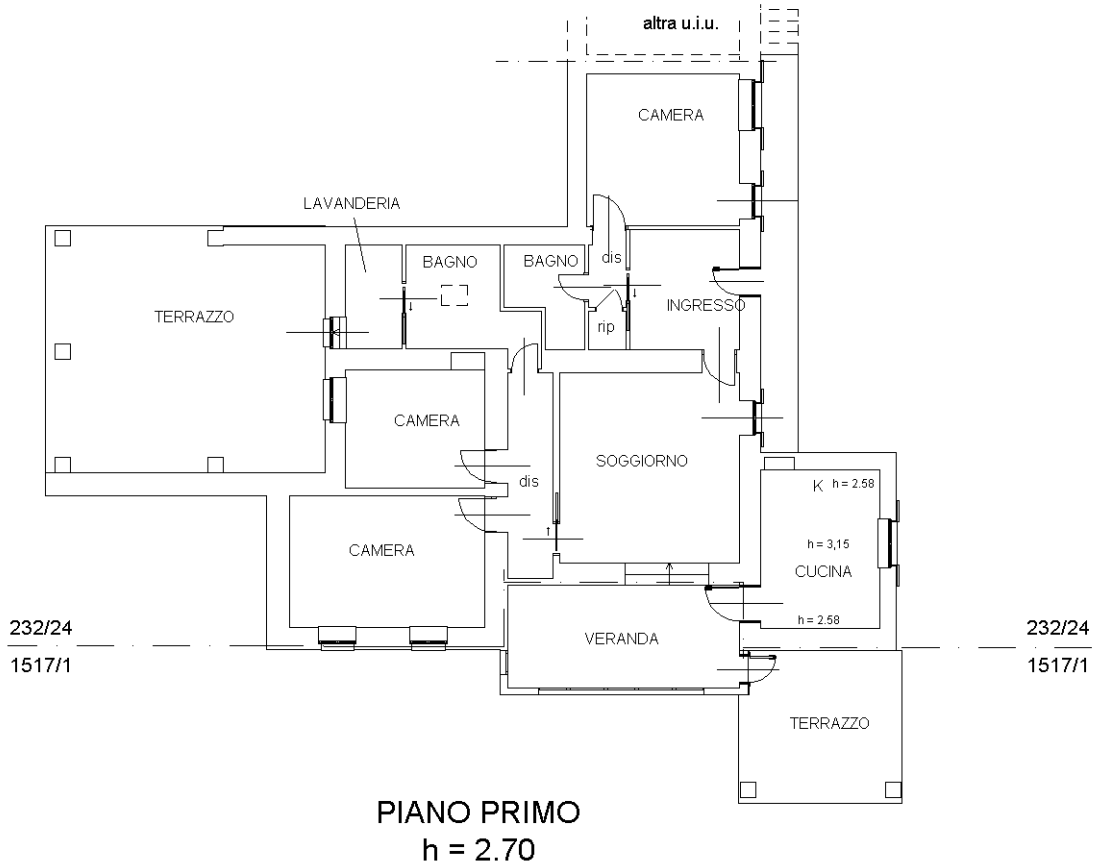 altra u.i.u.
CAMERA
LAVANDERIA
BAGNO
BAGNO
dis
INGRESSO
TERRAZZO
rip
CAMERA
SOGGIORNO
dis
K
h = 2.58
h = 3,15
CAMERA
CUCINA
h = 2.58
232/24
232/24
VERANDA
1517/1
1517/1
TERRAZZO
PIANO PRIMO
h = 2.70